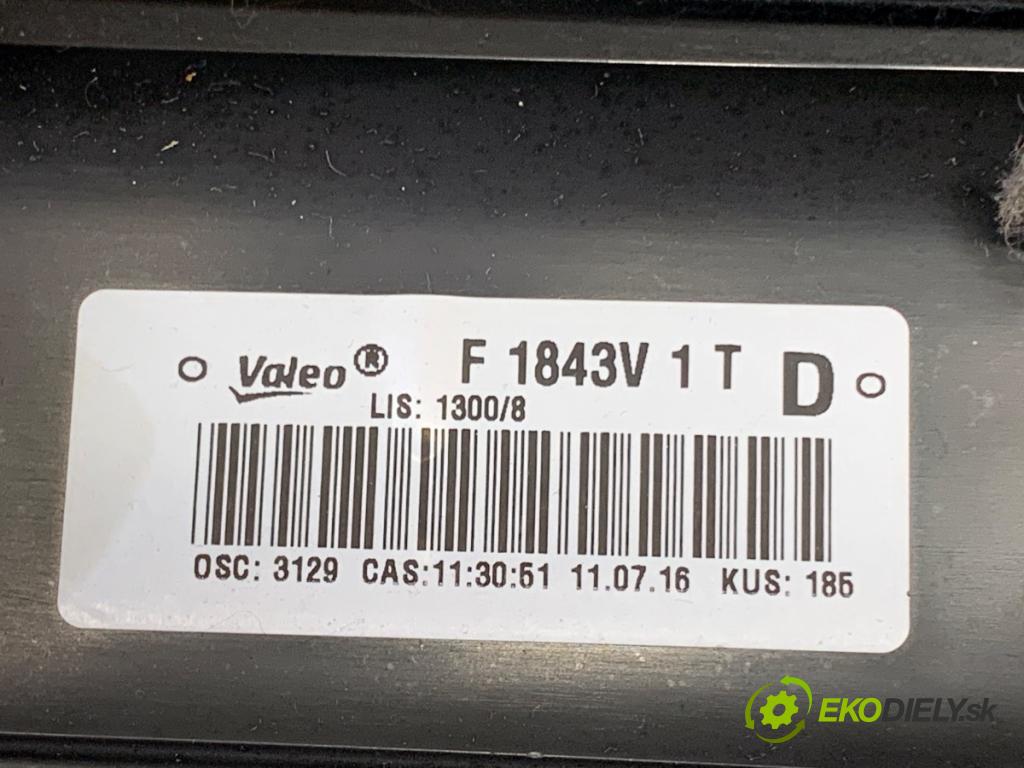 Valeo® F 1843V 1 T D
LIS: 1300/8
OSC: 3129 CAS:11:30:51 11.07.16 KUS: 185
EKODIELY.sk